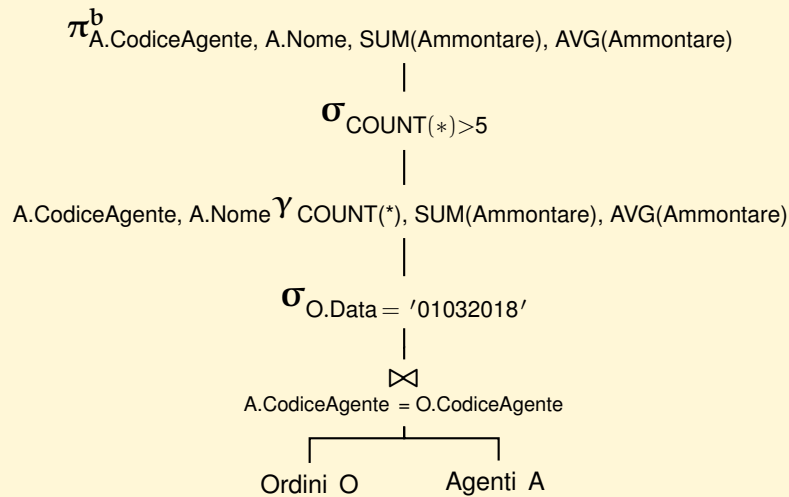 π^b A.CodiceAgente, A.Nome, SUM(Ammontare), AVG(Ammontare)
σ COUNT(∗)>5
A.CodiceAgente, A.Nome γ COUNT(*), SUM(Ammontare), AVG(Ammontare)
σ O.Data = '01032018'
⋈
A.CodiceAgente = O.CodiceAgente
Ordini O Agenti A